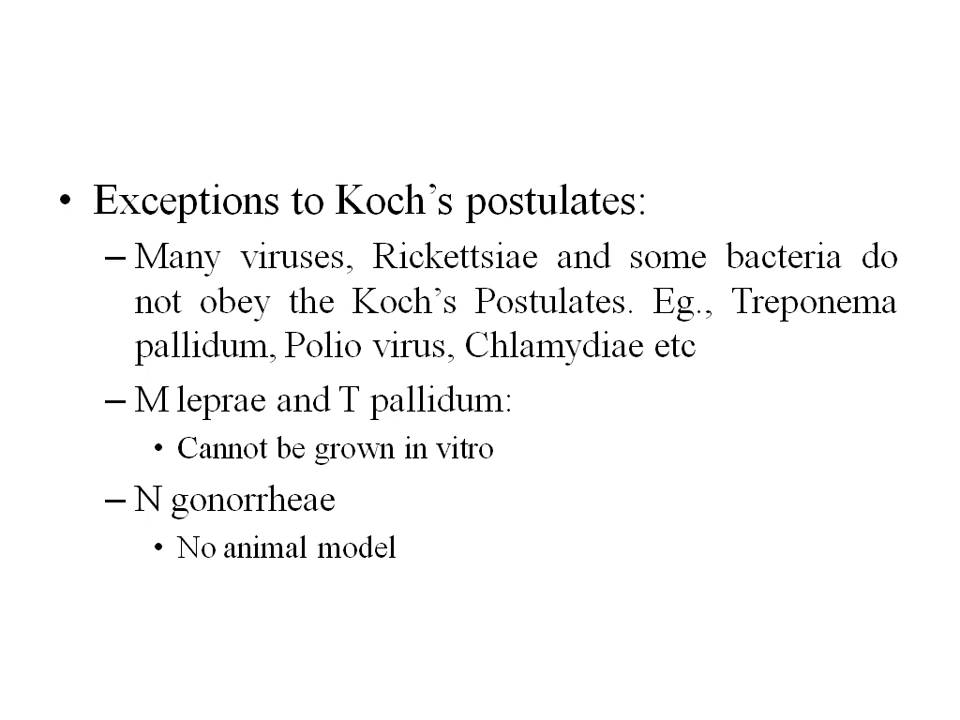 • Exceptions to Koch’s postulates:
– Many viruses, Rickettsiae and some bacteria do
not obey the Koch’s Postulates. Eg., Treponema
pallidum, Polio virus, Chlamydiae etc
– M leprae and T pallidum:
• Cannot be grown in vitro
– N gonorrheae
• No animal model